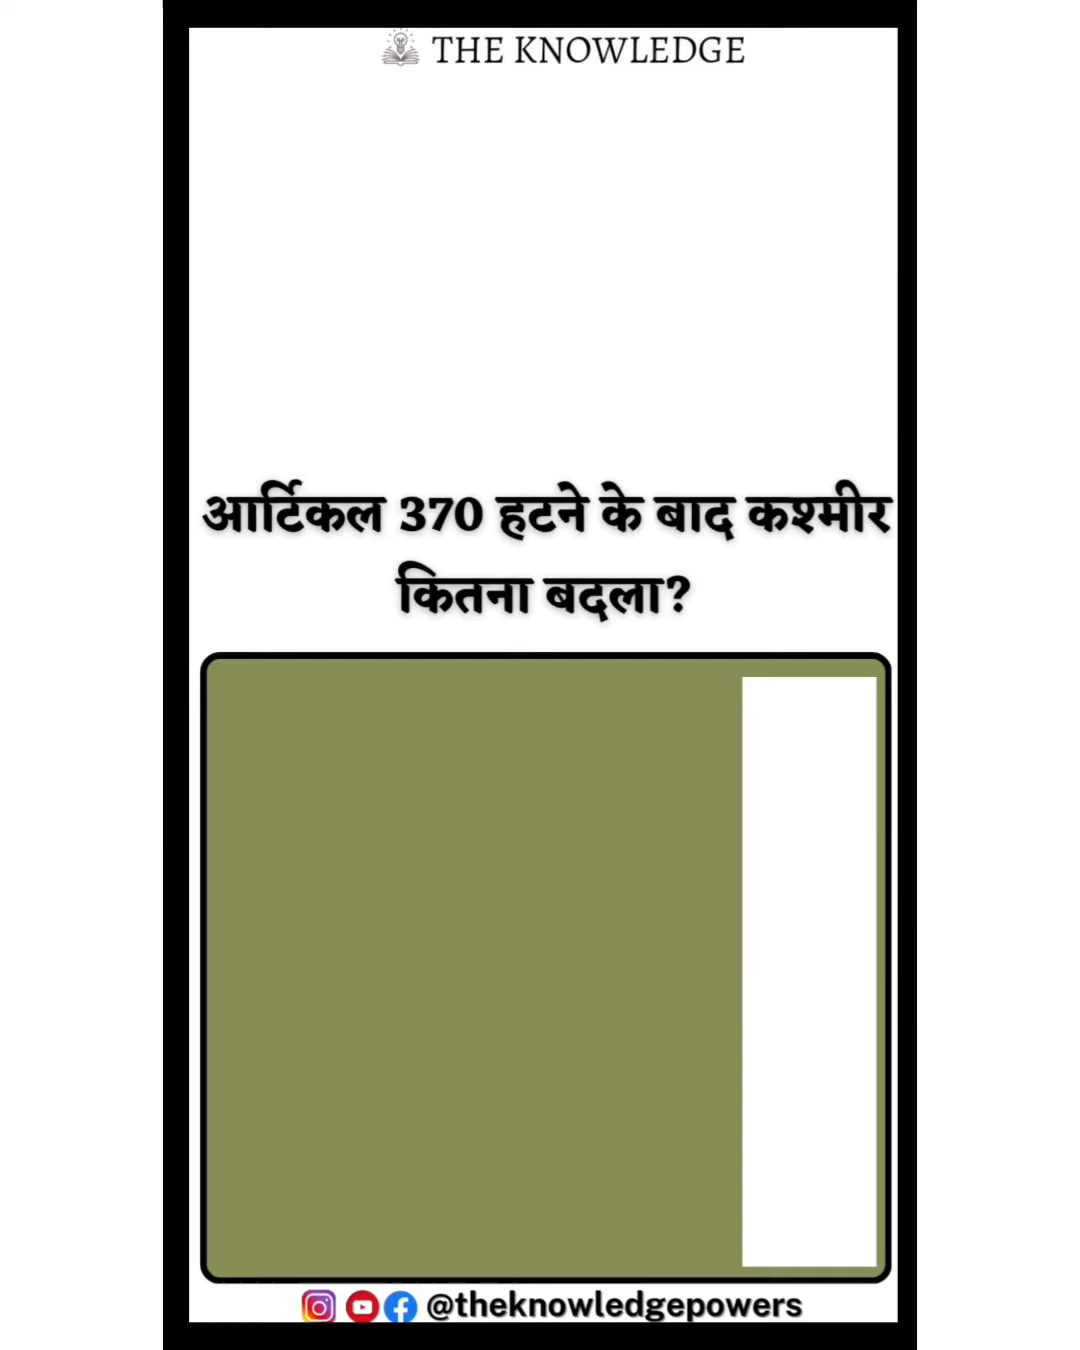 THE KNOWLEDGE
आर्टिकल 370 हटने के बाद कश्मीर
कितना बदला?
@theknowledgepowers